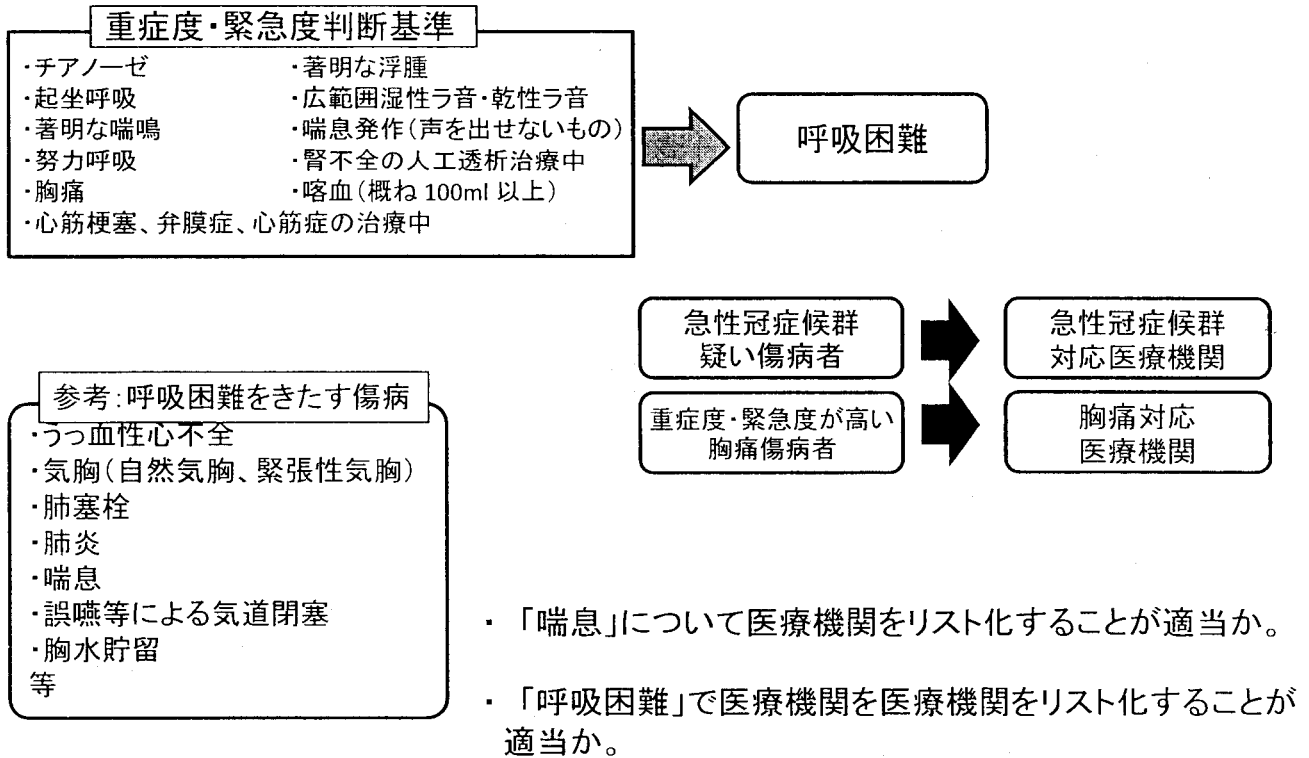 重症度・緊急度判断基準
・チアノーゼ
・著明な浮腫
・起坐呼吸
・広範囲湿性ラ音・乾性ラ音
・著明な喘鳴
・喘息発作(声を出せないもの)
・努力呼吸
・腎不全の人工透析治療中
・胸痛
・喀血(概ね 100ml 以上)
・心筋梗塞、弁膜症、心筋症の治療中
呼吸困難
急性冠症候群
疑い傷病者
急性冠症候群
対応医療機関
重症度・緊急度が高い
胸痛傷病者
胸痛対応
医療機関
参考:呼吸困難をきたす傷病
・うっ血性心不全
・気胸(自然気胸、緊張性気胸)
・肺塞栓
・肺炎
・喘息
・誤嚥等による気道閉塞
・胸水貯留
等
・「喘息」について医療機関をリスト化することが適当か。
・「呼吸困難」で医療機関を医療機関をリスト化することが
適当か。